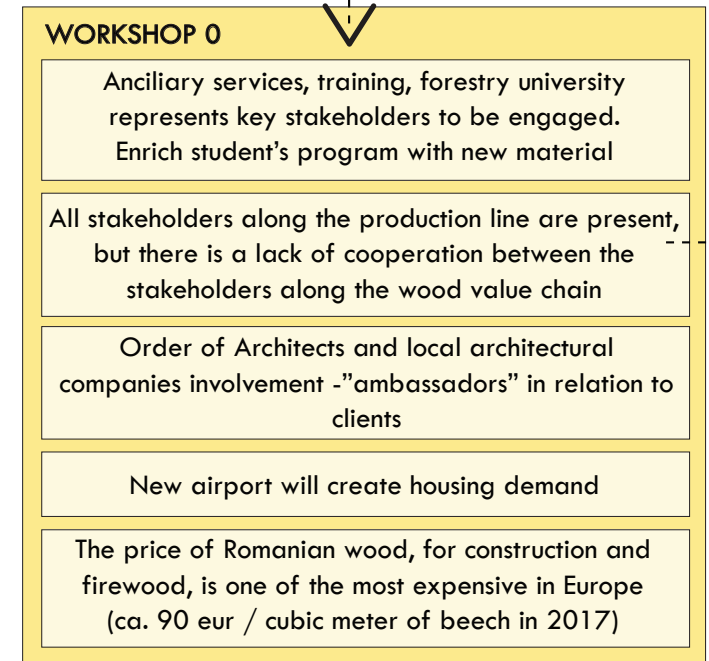 WORKSHOP 0
Anciliary services, training, forestry university
represents key stakeholders to be engaged.
Enrich student’s program with new material
All stakeholders along the production line are present,
but there is a lack of cooperation between the
stakeholders along the wood value chain
Order of Architects and local architectural
companies involvement -”ambassadors” in relation to
clients
New airport will create housing demand
The price of Romanian wood, for construction and
firewood, is one of the most expensive in Europe
(ca. 90 eur / cubic meter of beech in 2017)